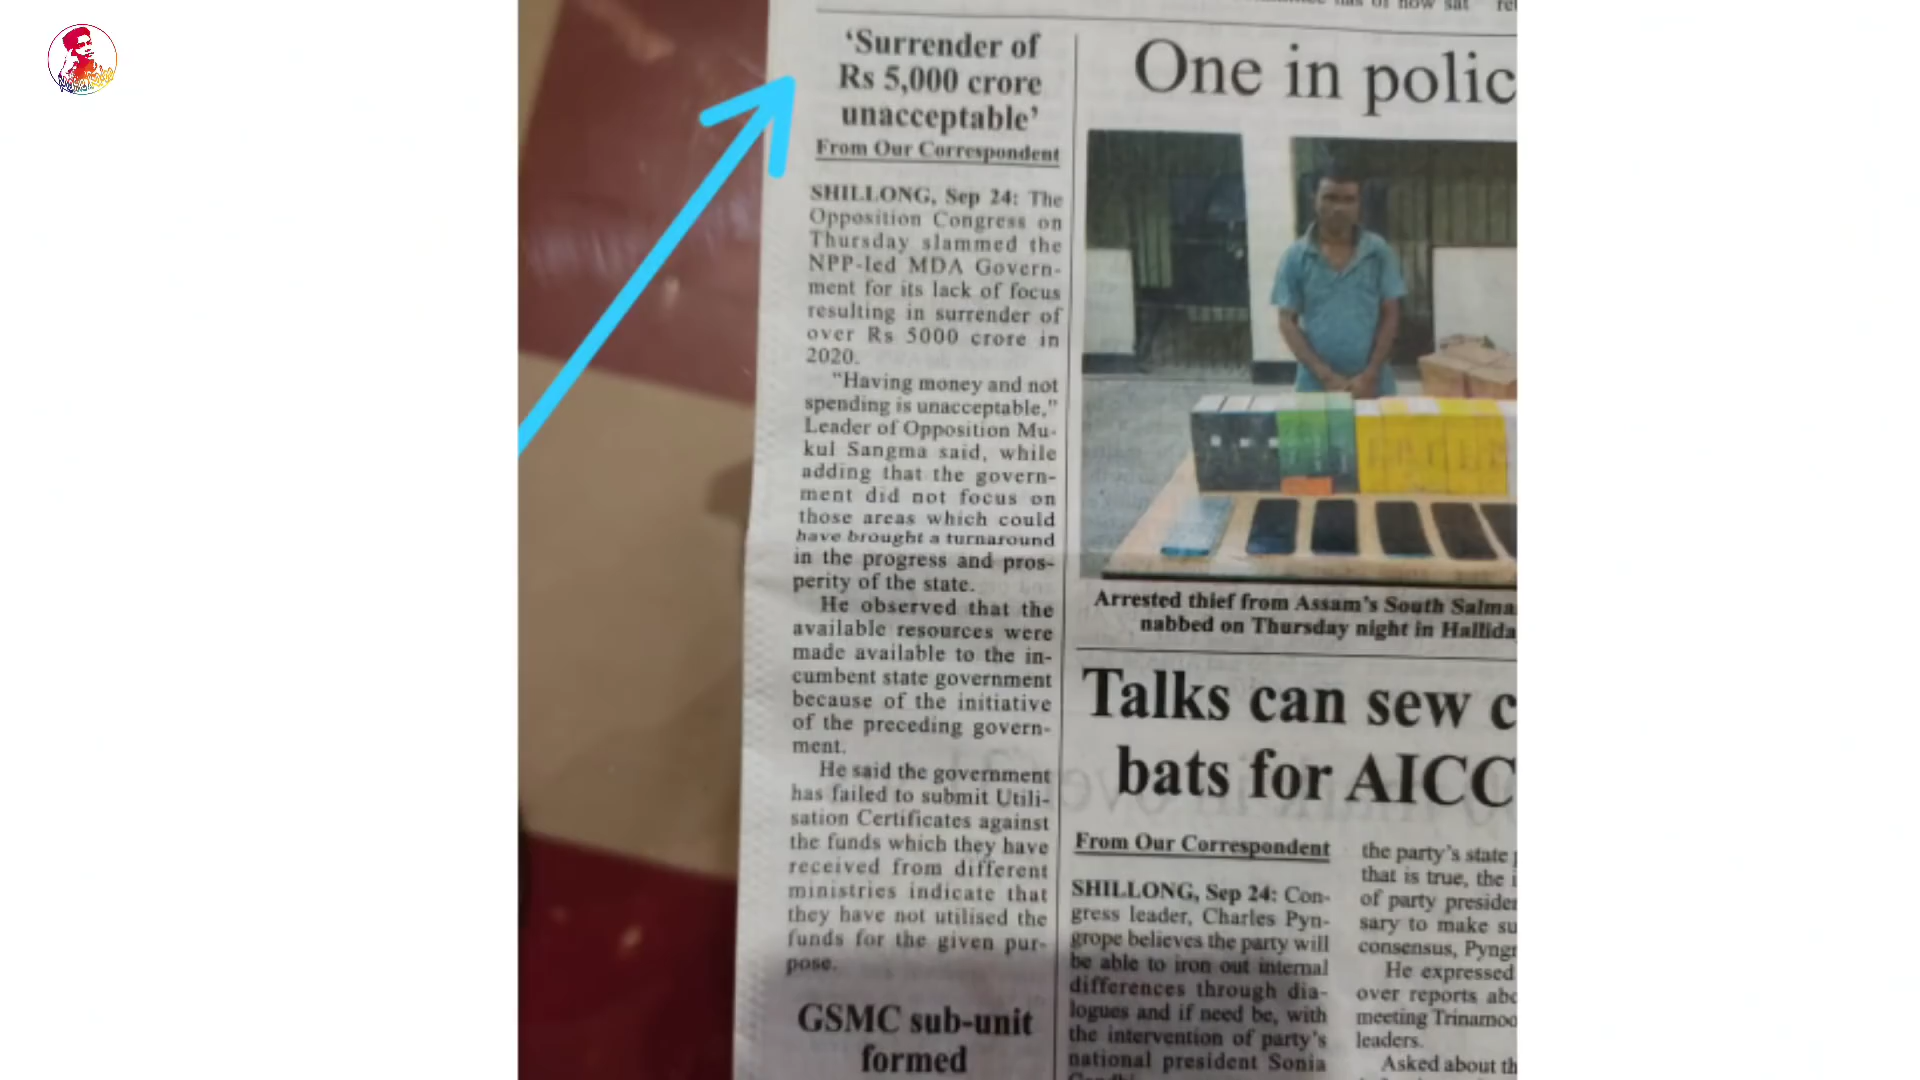 ‘Surrender of
Rs 5,000 crore
unacceptable’
From Our Correspondent
SHILLONG, Sep 24: The
Opposition Congress on
Thursday slammed the
NPP-led MDA Govern-
ment for its lack of focus
resulting in surrender of
over Rs 5000 crore in
2020.
“Having money and not
spending is unacceptable,”
Leader of Opposition Mu-
kul Sangma said, while
adding that the govern-
ment did not focus on
those areas which could
have brought a turnaround
in the progress and pros-
perity of the state.
He observed that the
available resources were
made available to the in-
cumbent state government
because of the initiative
of the preceding govern-
ment.
He said the government
has failed to submit Utili-
sation Certificates against
the funds which they have
received from different
ministries indicate that
they have not utilised the
funds for the given pur-
pose.
GSMC sub-unit
formed
One in polic
Arrested thief from Assam’s South Salma
nabbed on Thursday night in Hallida
Talks can sew c
bats for AICC
From Our Correspondent
SHILLONG, Sep 24: Con-
gress leader, Charles Pyn-
grope believes the party will
be able to iron out internal
differences through dia-
logues and if need be, with
the intervention of party’s
national president Sonia
the party’s state
that is true, the i
of party presiden
sary to make su
consensus, Pyngr
He expressed
over reports abo
meeting Trinamoo
leaders.
Asked about th